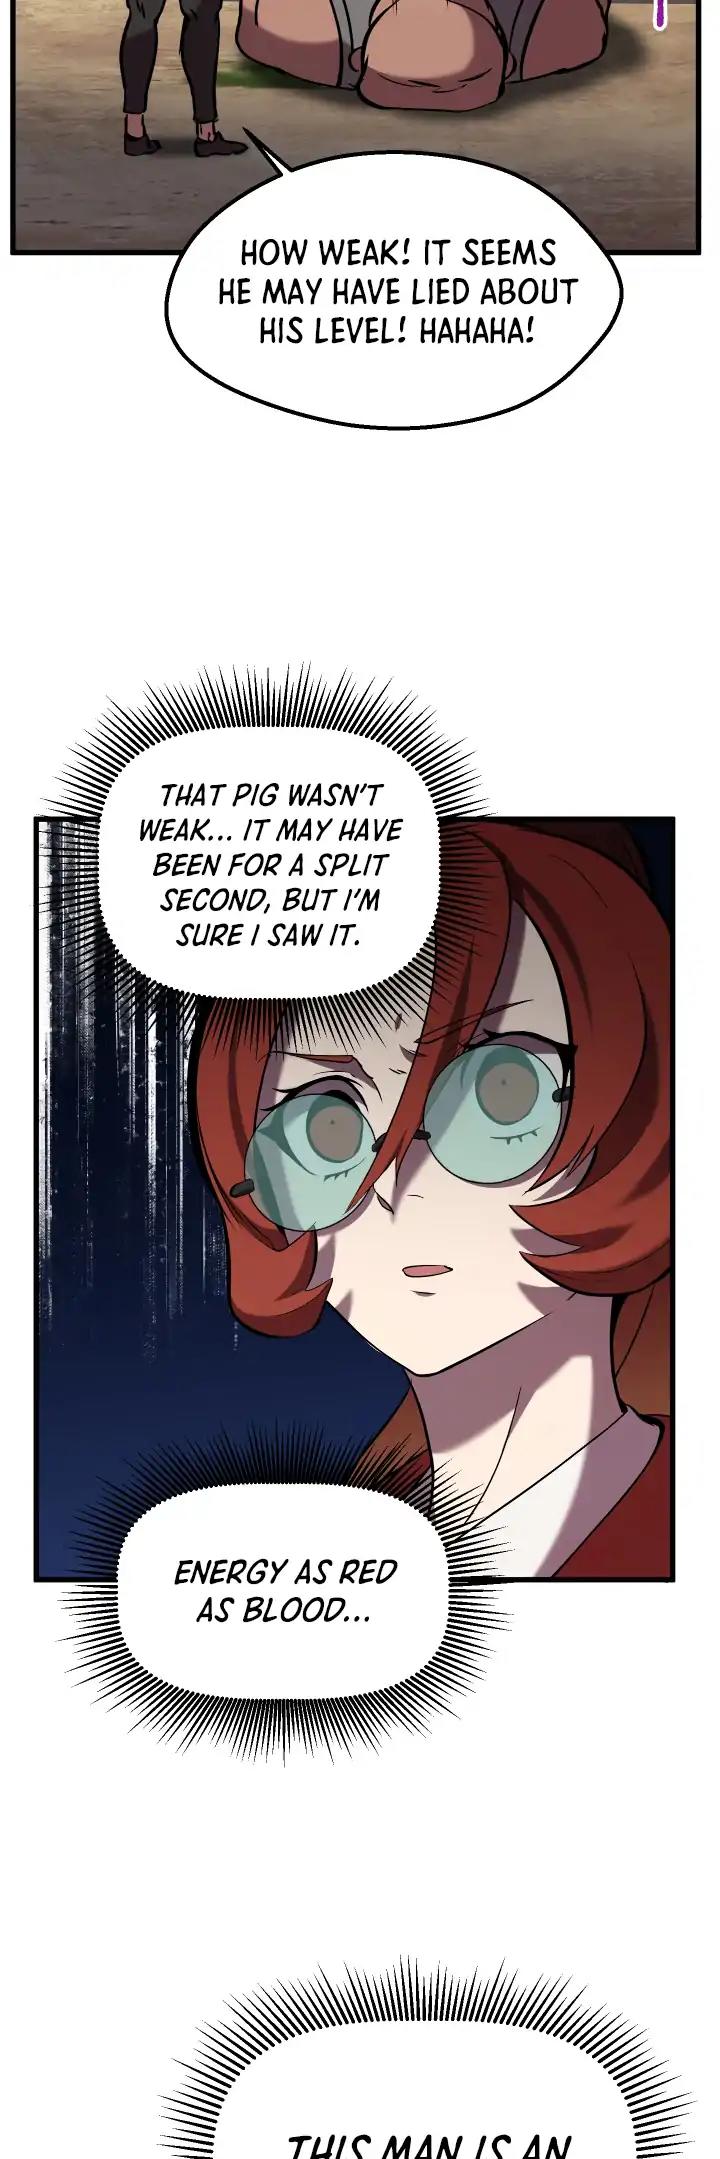 HOW WEAK! IT SEEMS
HE MAY HAVE LIED ABOUT
HIS LEVEL! HAHAHA!
THAT PIG WASN'T
WEAK... IT MAY HAVE
BEEN FOR A SPLIT
SECOND, BUT I'M
SURE I SAW IT.
ENERGY AS RED
AS BLOOD...
THIS MAN IS AN